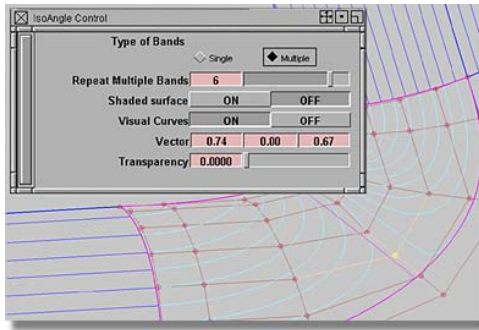 IsoAngle Control
Type of Bands
Single Multiple
Repeat Multiple Bands 6
Shaded surface ON OFF
Visual Curves ON OFF
Vector 0.74 0.00 0.67
Transparency 0.0000